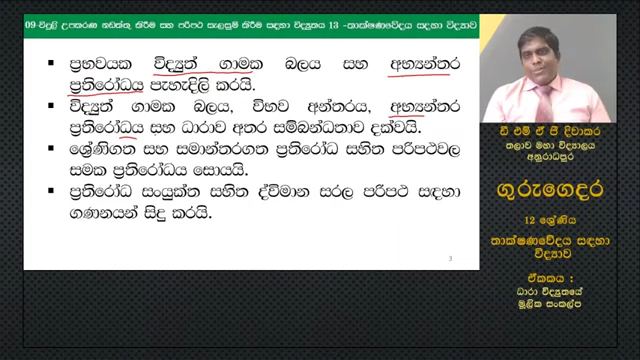 09-විදුලි උපකරණ නඩත්තු කිරීම සහ පරිපථ සැලසුම් කිරීම සඳහා විද්‍යුතය 13 -තාක්ෂණවේදය සඳහා විද්‍යාව
▪ ප්‍රභවයක විද්‍යුත් ගාමක බලය සහ අභ්‍යන්තර
ප්‍රතිරෝධය පැහැදිලි කරයි.
▪ විද්‍යුත් ගාමක බලය, විභව අන්තරය, අභ්‍යන්තර
ප්‍රතිරෝධය සහ ධාරාව අතර සම්බන්ධතාව දක්වයි.
▪ ශ්‍රේණිගත සහ සමාන්තරගත ප්‍රතිරෝධ සහිත පරිපථවල
සමක ප්‍රතිරෝධය සොයයි.
▪ ප්‍රතිරෝධ සංයුක්ත සහිත ද්විමාන සරල පරිපථ සඳහා
ගණනයන් සිදු කරයි.
3
ඩී එම් ඒ ජී දිවාකර
තලාව මහා විද්‍යාලය
අනුරාධපුර
ගුරුගෙදර
12 ශ්‍රේණිය
තාක්ෂණවේදය සඳහා
විද්‍යාව
ඒකකය :
ධාරා විද්‍යුතයේ
මූලික සංකල්ප